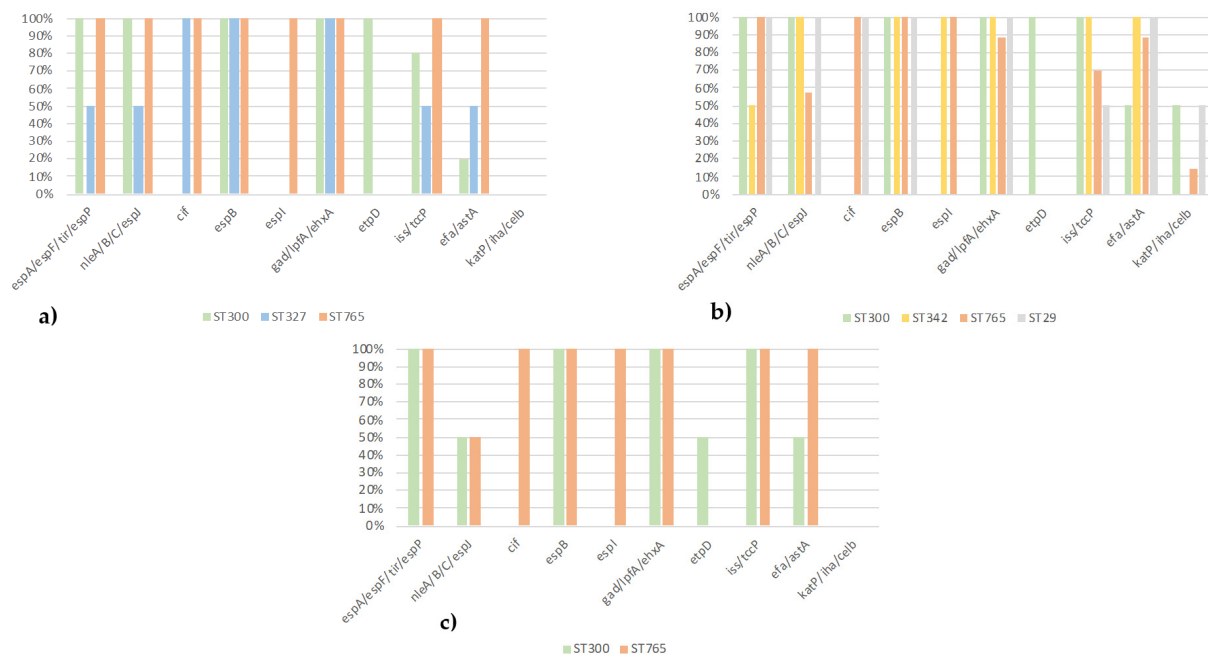 100%
90%
80%
70%
60%
50%
40%
30%
20%
10%
0%
espA/espF/tir/espP
nleA/B/C/espJ
cif
espB
espI
gad/lpfA/ehxA
etpD
iss/tccP
efa/astA
katP/iha/celb
a)
ST300 ST327 ST765
100%
90%
80%
70%
60%
50%
40%
30%
20%
10%
0%
espA/espF/tir/espP
nleA/B/C/espJ
cif
espB
espI
gad/lpfA/ehxA
etpD
iss/tccP
efa/astA
katP/iha/celb
b)
ST300 ST342 ST765 ST29
100%
90%
80%
70%
60%
50%
40%
30%
20%
10%
0%
espA/espF/tir/espP
nleA/B/C/espJ
cif
espB
espI
gad/lpfA/ehxA
etpD
iss/tccP
efa/astA
katP/iha/celb
c)
ST300 ST765